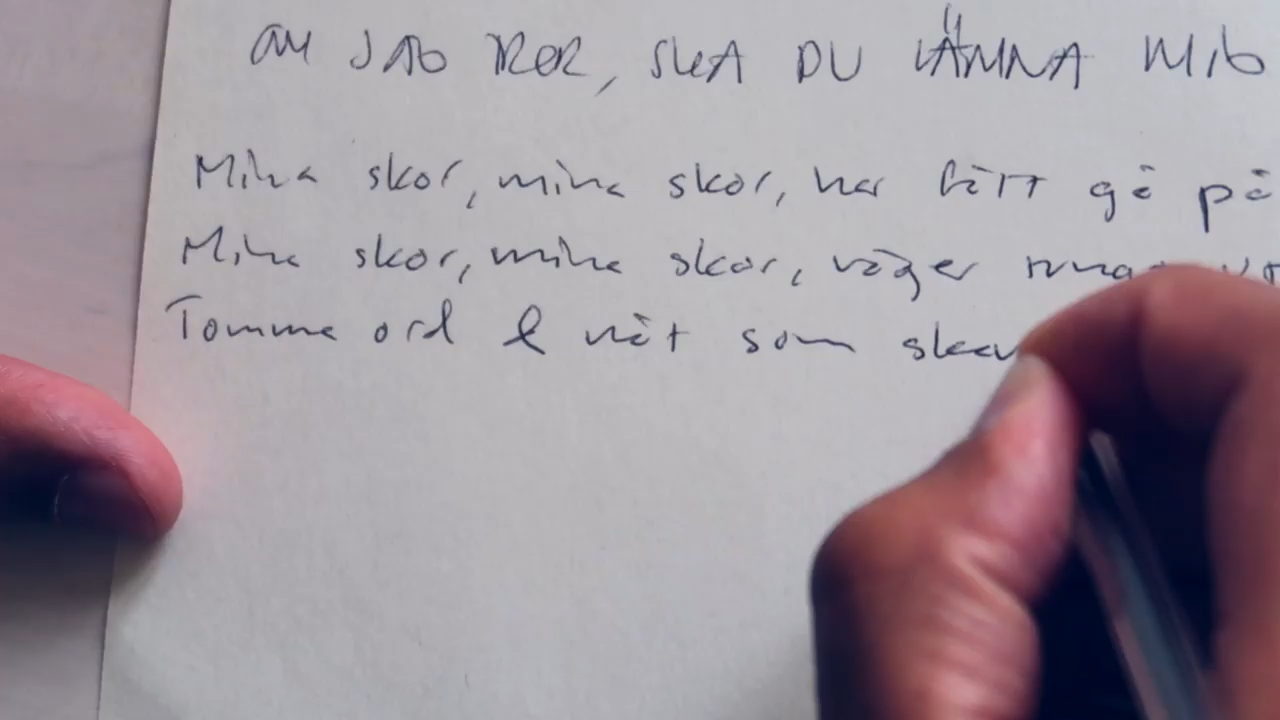 OM JAG DÖR, SKA DU LÄMNA MIG
Mina skor, mina skor, har fått gå på
Mina skor, mina skor, väger
Tomma ord & nåt som skav